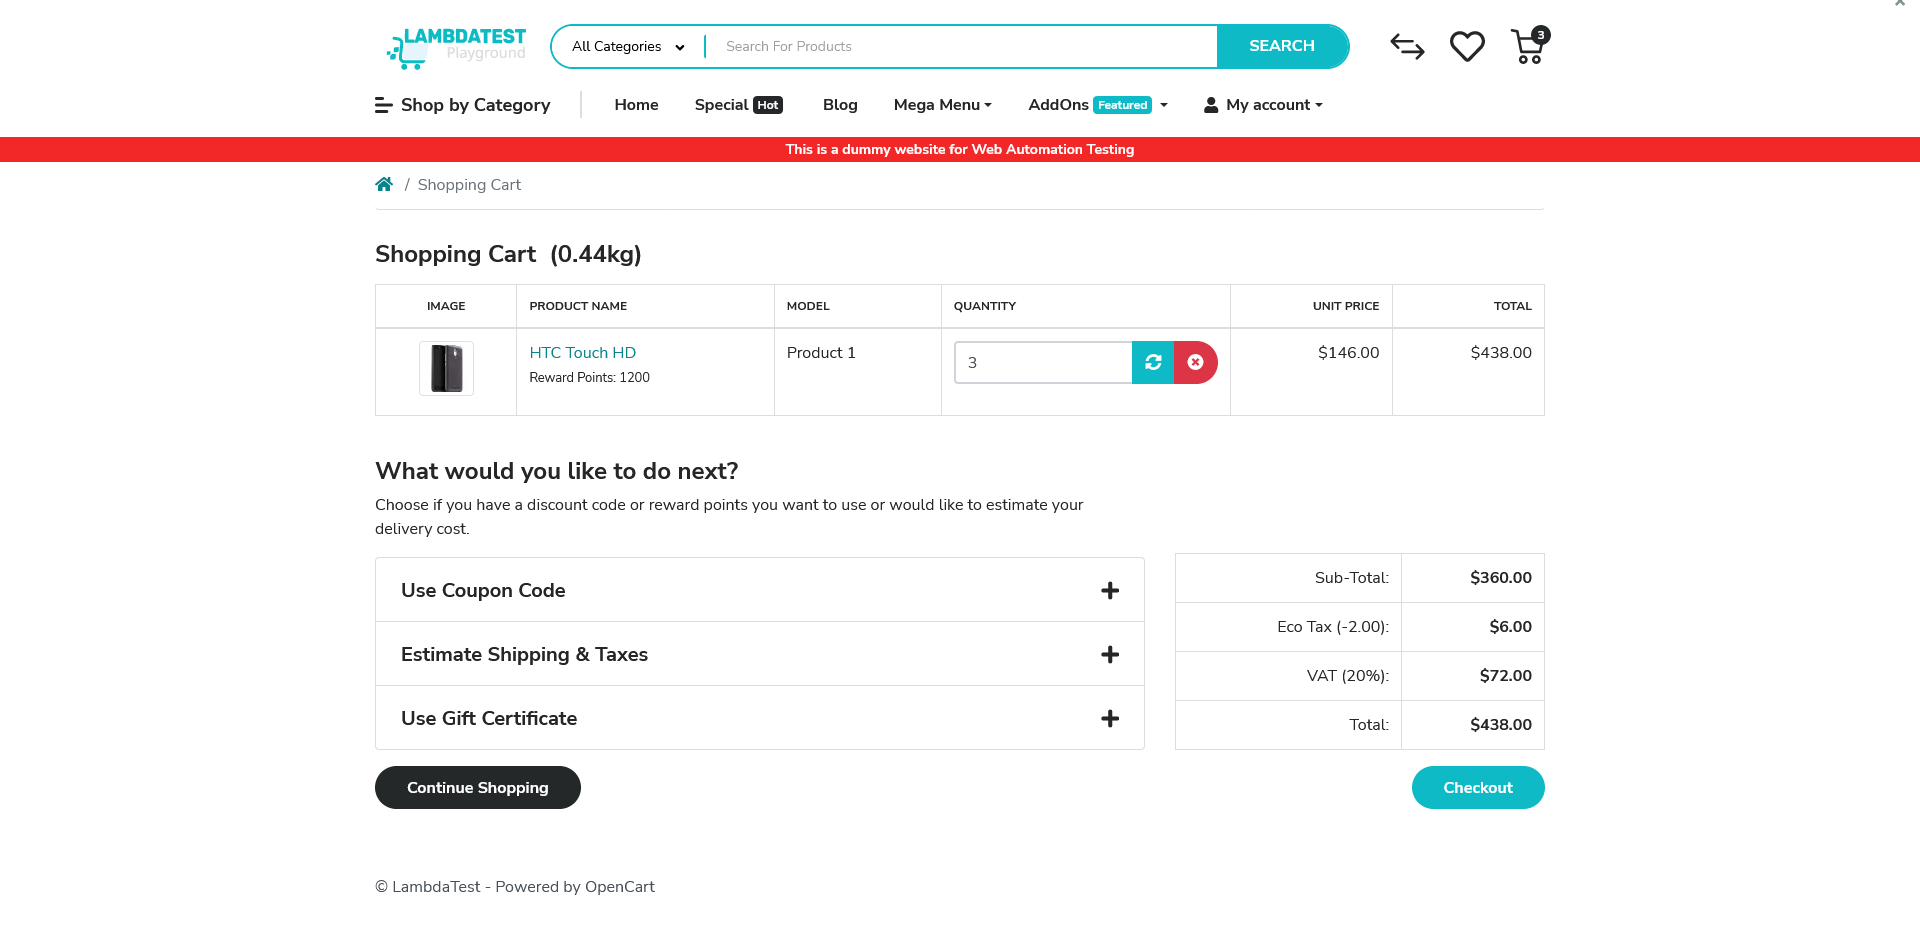 LAMBDATEST
Playground
All Categories
Search For Products
SEARCH
3
Shop by Category
Home
Special Hot
Blog
Mega Menu
AddOns Featured
My account
This is a dummy website for Web Automation Testing
/ Shopping Cart
Shopping Cart (0.44kg)
IMAGE PRODUCT NAME MODEL QUANTITY UNIT PRICE TOTAL
HTC Touch HD Product 1 3 $146.00 $438.00
Reward Points: 1200
What would you like to do next?
Choose if you have a discount code or reward points you want to use or would like to estimate your
delivery cost.
Use Coupon Code
Estimate Shipping & Taxes
Use Gift Certificate
Sub-Total: $360.00
Eco Tax (-2.00): $6.00
VAT (20%): $72.00
Total: $438.00
Continue Shopping
Checkout
© LambdaTest - Powered by OpenCart